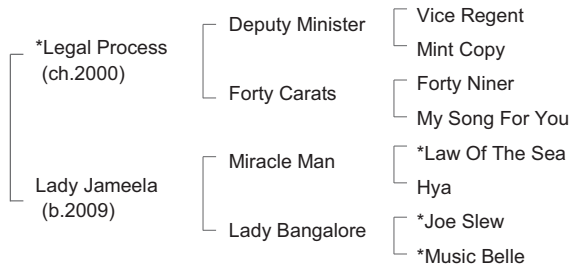 *Legal Process
(ch.2000)
Deputy Minister
Vice Regent
Mint Copy
Forty Carats
Forty Niner
My Song For You
Lady Jameela
(b.2009)
Miracle Man
*Law Of The Sea
Hya
Lady Bangalore
*Joe Slew
*Music Belle